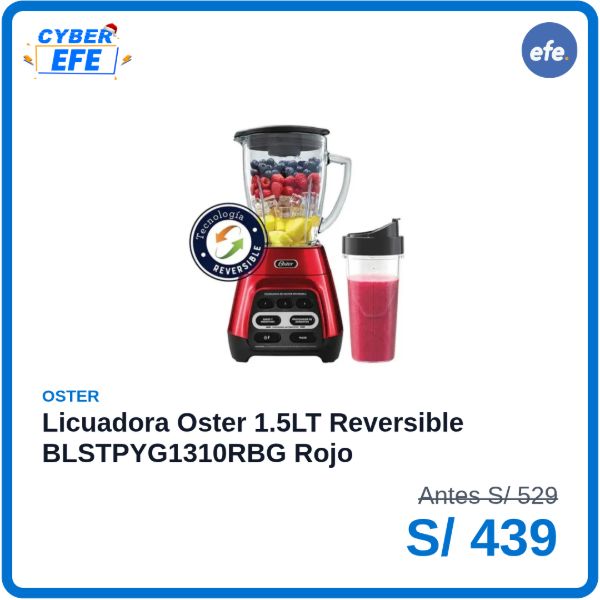 CYBER
EFE
efe.
Tecnología
REVERSIBLE
Oster
OSTER
Licuadora Oster 1.5LT Reversible
BLSTPYG1310RBG Rojo
Antes S/ 529
S/ 439